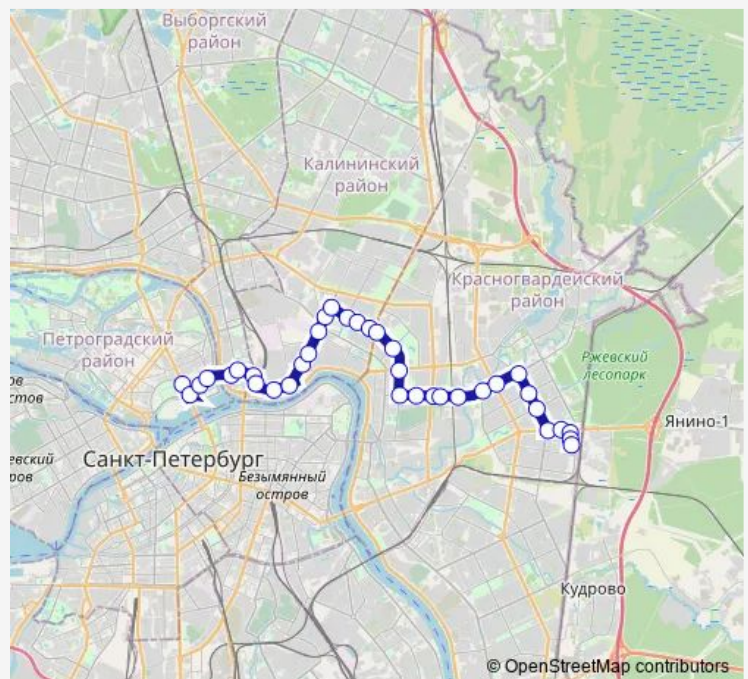 Выборгский
район
Калининский
район
Красногвардейский
район
Петроградский
район
Ржевский
лесопарк
Янино-1
Санкт-Петербург
Безымянный
остров
Кудрово
© OpenStreetMap contributors